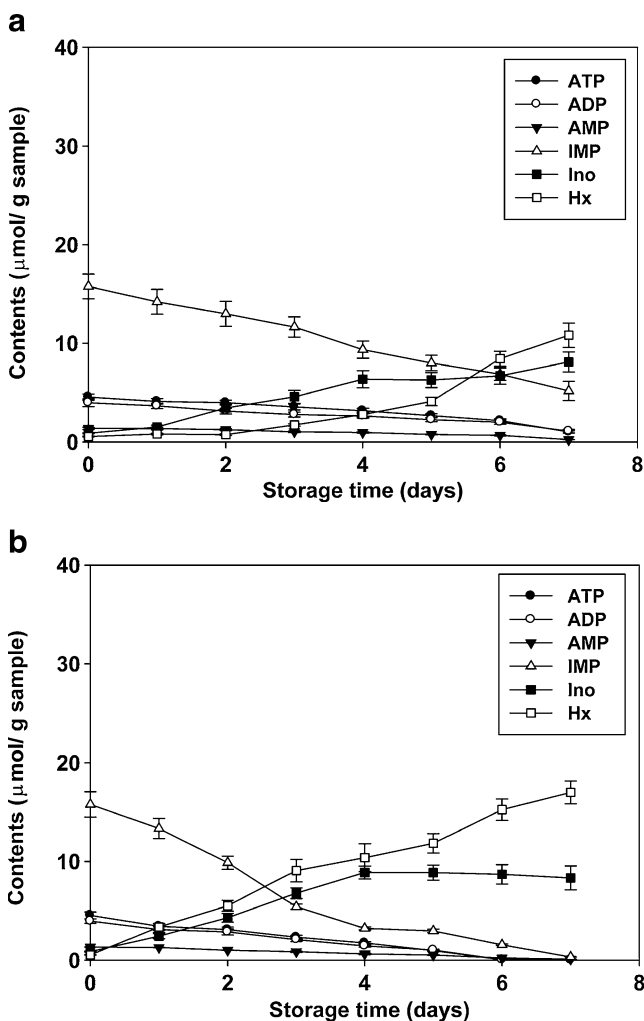 a
40
30
20
10
0
Contents (μmol/ g sample)
ATP
ADP
AMP
IMP
Ino
Hx
0 2 4 6 8
Storage time (days)
b
40
30
20
10
0
Contents (μmol/ g sample)
ATP
ADP
AMP
IMP
Ino
Hx
0 2 4 6 8
Storage time (days)